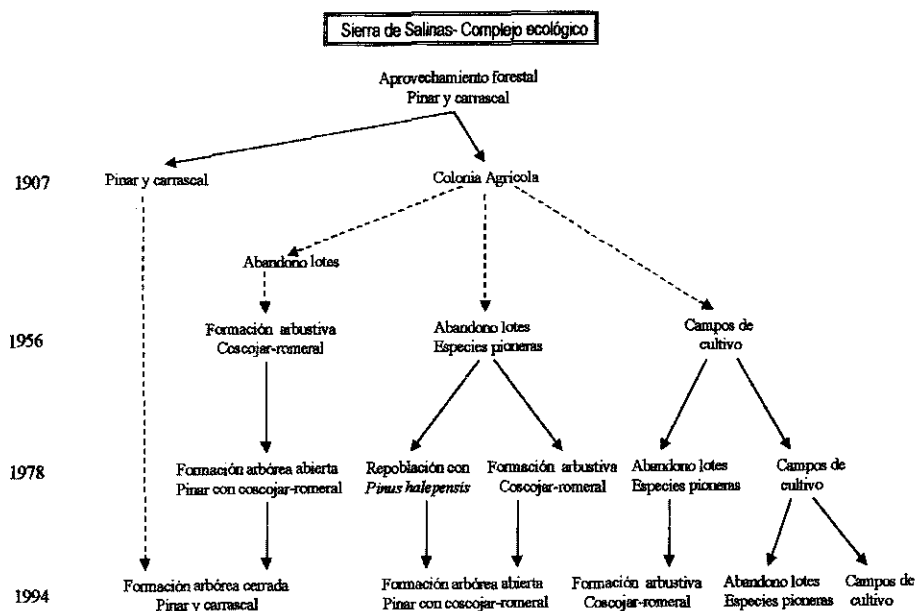 Sierra de Salinas- Complejo ecológico
Aprovechamiento forestal
Pinar y carrascal
1907
Pinar y carrascal
Colonia Agrícola
Abandono lotes
1956
Formación arbustiva
Coscojar-romeral
Abandono lotes
Especies pioneras
Campos de
cultivo
1978
Formación arbórea abierta
Pinar con coscojar-romeral
Repoblación con
Pinus halepensis
Formación arbustiva
Coscojar-romeral
Abandono lotes
Especies pioneras
Campos de
cultivo
1994
Formación arbórea cerrada
Pinar y carrascal
Formación arbórea abierta
Pinar con coscojar-romeral
Formación arbustiva
Coscojar-romeral
Abandono lotes
Especies pioneras
Campos de
cultivo